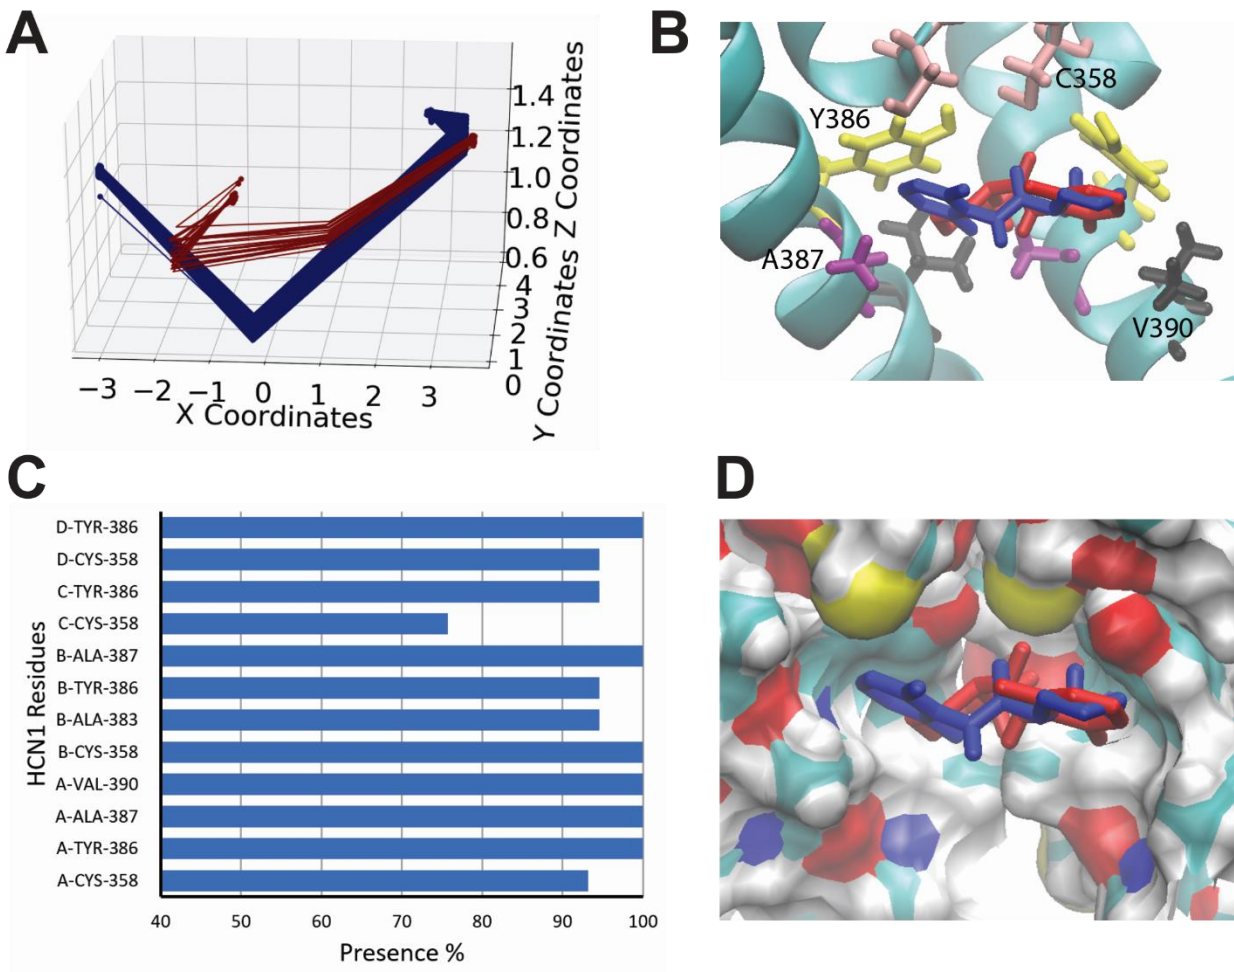 A
1.4
1.2
1.0
0.8
0.6
4
3
2
1
0
−3 −2 −1 0 1 2 3
X Coordinates
Y Coordinates Z Coordinates
B
C358
Y386
A387
V390
C
D-TYR-386
D-CYS-358
C-TYR-386
C-CYS-358
B-ALA-387
B-TYR-386
B-ALA-383
B-CYS-358
A-VAL-390
A-ALA-387
A-TYR-386
A-CYS-358
HCN1 Residues
40 50 60 70 80 90 100
Presence %
D